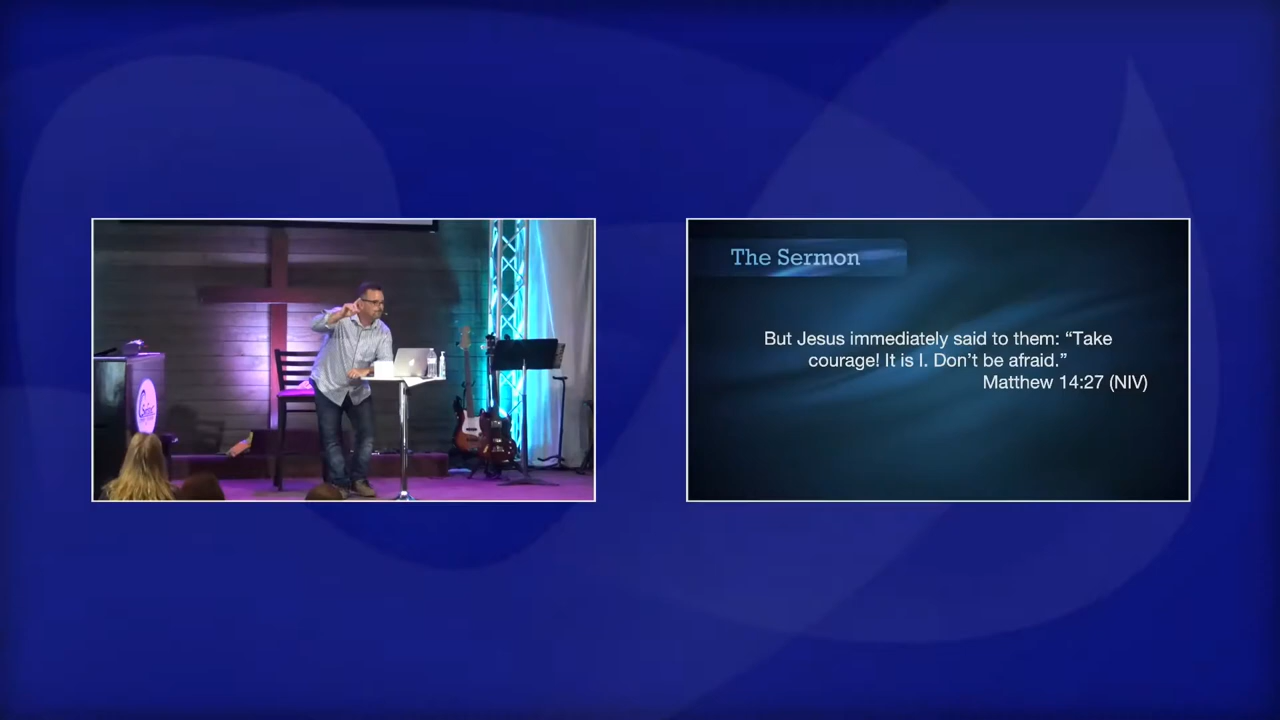 The Sermon
But Jesus immediately said to them: “Take
courage! It is I. Don’t be afraid.”
Matthew 14:27 (NIV)